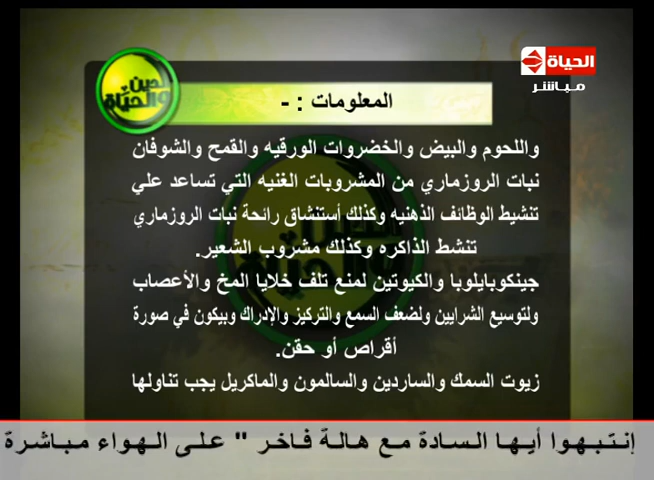 الحياة
مباشر
الدين
والحياة
المعلومات : -
واللحوم والبيض والخضروات الورقيه والقمح والشوفان
نبات الروزماري من المشروبات الغنيه التي تساعد علي
تنشيط الوظائف الذهنيه وكذلك أستنشاق رائحة نبات الروزماري
تنشط الذاكره وكذلك مشروب الشعير.
جينكوبايلوبا والكيوتين لمنع تلف خلايا المخ والأعصاب
ولتوسيع الشرايين ولضعف السمع والتركيز والإدراك ويبكون في صورة
أقراص أو حقن.
زيوت السمك والساردين والسالمون والماكريل يجب تناولها
إنتبهوا أيها السادة مع هالة فاخر " على الهواء مباشرة